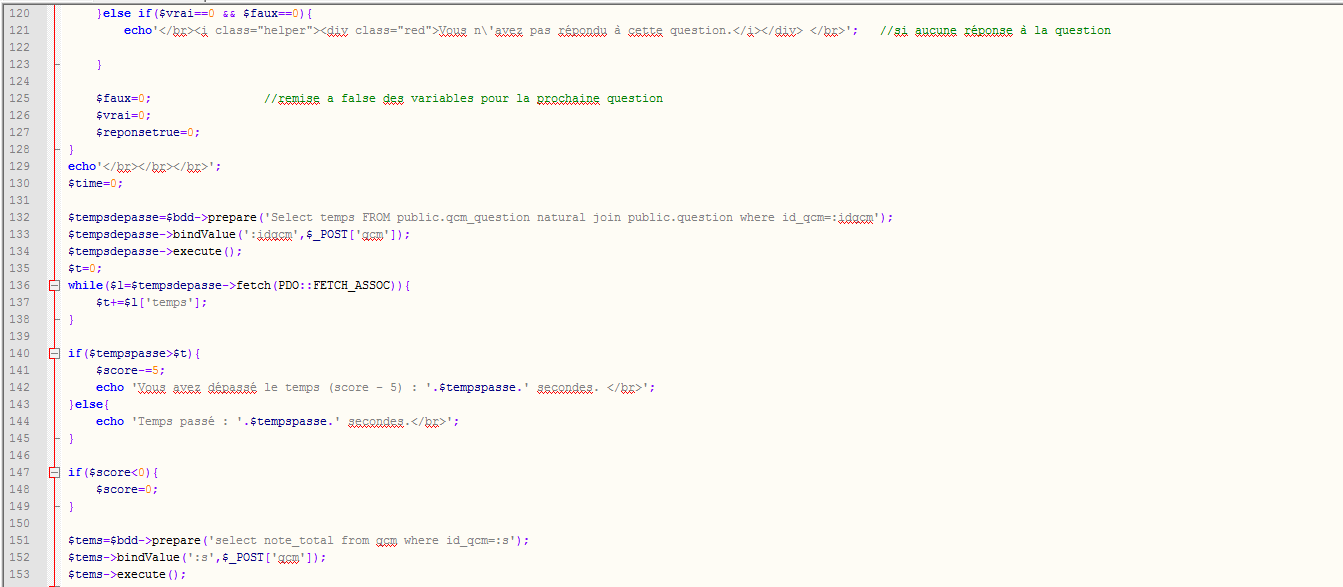 120 }else if($vrai==0 && $faux==0){
121 echo'</br><i class="helper"><div class="red">Vous n\'avez pas répondu à cette question.</i></div> </br>'; //si aucune réponse à la question
122
123 }
124
125 $faux=0; //remise a false des variables pour la prochaine question
126 $vrai=0;
127 $reponsetrue=0;
128 }
129 echo'</br></br></br>';
130 $time=0;
131
132 $tempsdepasse=$bdd->prepare('Select temps FROM public.qcm_question natural join public.question where id_qcm=:idqcm');
133 $tempsdepasse->bindValue(':idqcm',$_POST['qcm']);
134 $tempsdepasse->execute();
135 $t=0;
136 while($l=$tempsdepasse->fetch(PDO::FETCH_ASSOC)){
137 $t+=$l['temps'];
138 }
139
140 if($tempspasse>$t){
141 $score-=5;
142 echo 'Vous avez dépassé le temps (score - 5) : '.$tempspasse.' secondes. </br>';
143 }else{
144 echo 'Temps passé : '.$tempspasse.' secondes.</br>';
145 }
146
147 if($score<0){
148 $score=0;
149 }
150
151 $tems=$bdd->prepare('select note_total from qcm where id_qcm=:s');
152 $tems->bindValue(':s',$_POST['qcm']);
153 $tems->execute();